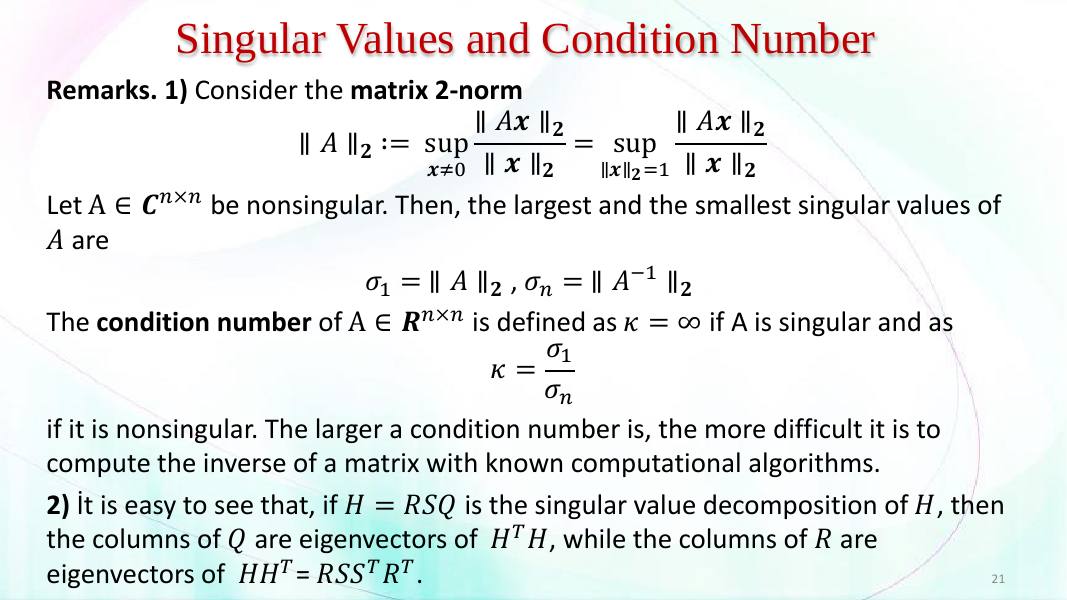 Singular Values and Condition Number
Remarks. 1) Consider the matrix 2-norm
‖ A ‖₂ := sup_{x≠0} ‖ Ax ‖₂ / ‖ x ‖₂ = sup_{‖x‖₂=1} ‖ Ax ‖₂ / ‖ x ‖₂
Let A ∈ Cⁿˣⁿ be nonsingular. Then, the largest and the smallest singular values of
A are
σ₁ = ‖ A ‖₂ , σₙ = ‖ A⁻¹ ‖₂
The condition number of A ∈ Rⁿˣⁿ is defined as κ = ∞ if A is singular and as
κ = σ₁ / σₙ
if it is nonsingular. The larger a condition number is, the more difficult it is to
compute the inverse of a matrix with known computational algorithms.
2) İt is easy to see that, if H = RSQ is the singular value decomposition of H, then
the columns of Q are eigenvectors of HᵀH, while the columns of R are
eigenvectors of HHᵀ= RSSᵀRᵀ.
21